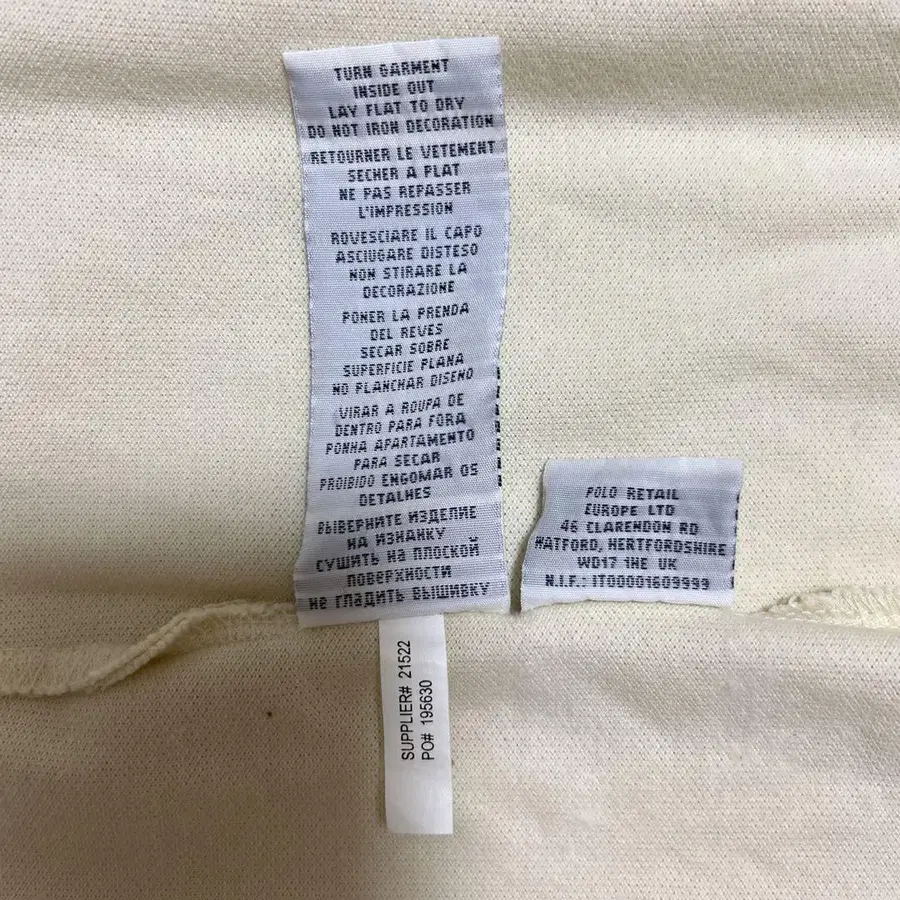 TURN GARMENT
INSIDE OUT
LAY FLAT TO DRY
DO NOT IRON DECORATION
RETOURNER LE VETEMENT
SECHER A PLAT
NE PAS REPASSER
L'IMPRESSION
ROVESCIARE IL CAPO
ASCIUGARE DISTESO
NON STIRARE LA
DECORAZIONE
PONER LA PRENDA
DEL REVES
SECAR SOBRE
SUPERFICIE PLANA
NO PLANCHAR DISENO
VIRAR A ROUPA DE
DENTRO PARA FORA
PONHA APARTAMENTO
PARA SECAR
PROIBIDO ENGOMAR OS
DETALHES
ВЫВЕРНИТЕ ИЗДЕЛИЕ
НА ИЗНАНКУ
СУШИТЬ НА ПЛОСКОЙ
ПОВЕРХНОСТИ
НЕ ГЛАДИТЬ ВЫШИВКУ
POLO RETAIL
EUROPE LTD
46 CLARENDON RD
WATFORD, HERTFORDSHIRE
WD17 1HE UK
N.I.F.: IT00001609999
SUPPLIER# 21522
PO# 195630